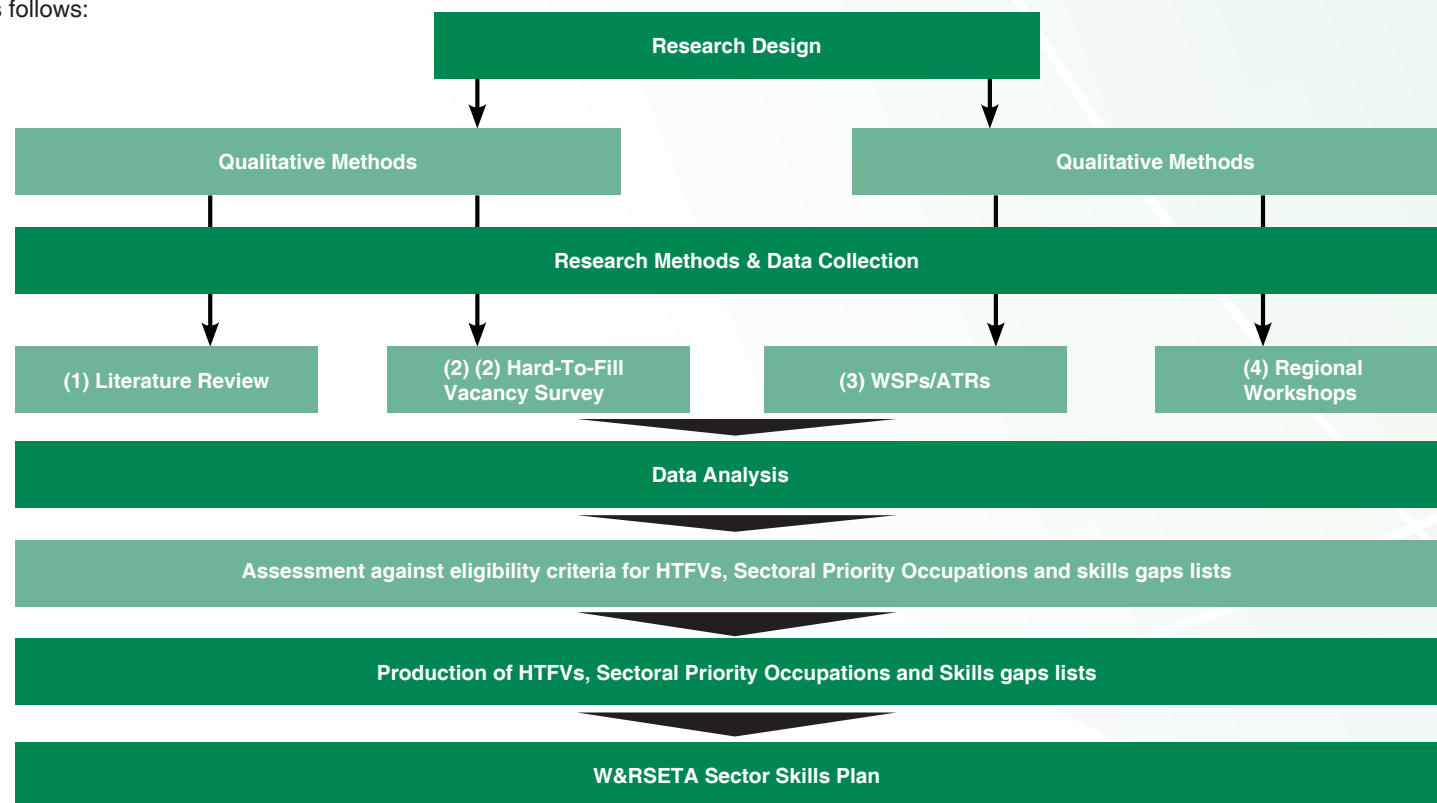 s follows:
Research Design
Qualitative Methods
Qualitative Methods
Research Methods & Data Collection
(1) Literature Review
(2) (2) Hard-To-Fill
Vacancy Survey
(3) WSPs/ATRs
(4) Regional
Workshops
Data Analysis
Assessment against eligibility criteria for HTFVs, Sectoral Priority Occupations and skills gaps lists
Production of HTFVs, Sectoral Priority Occupations and Skills gaps lists
W&RSETA Sector Skills Plan